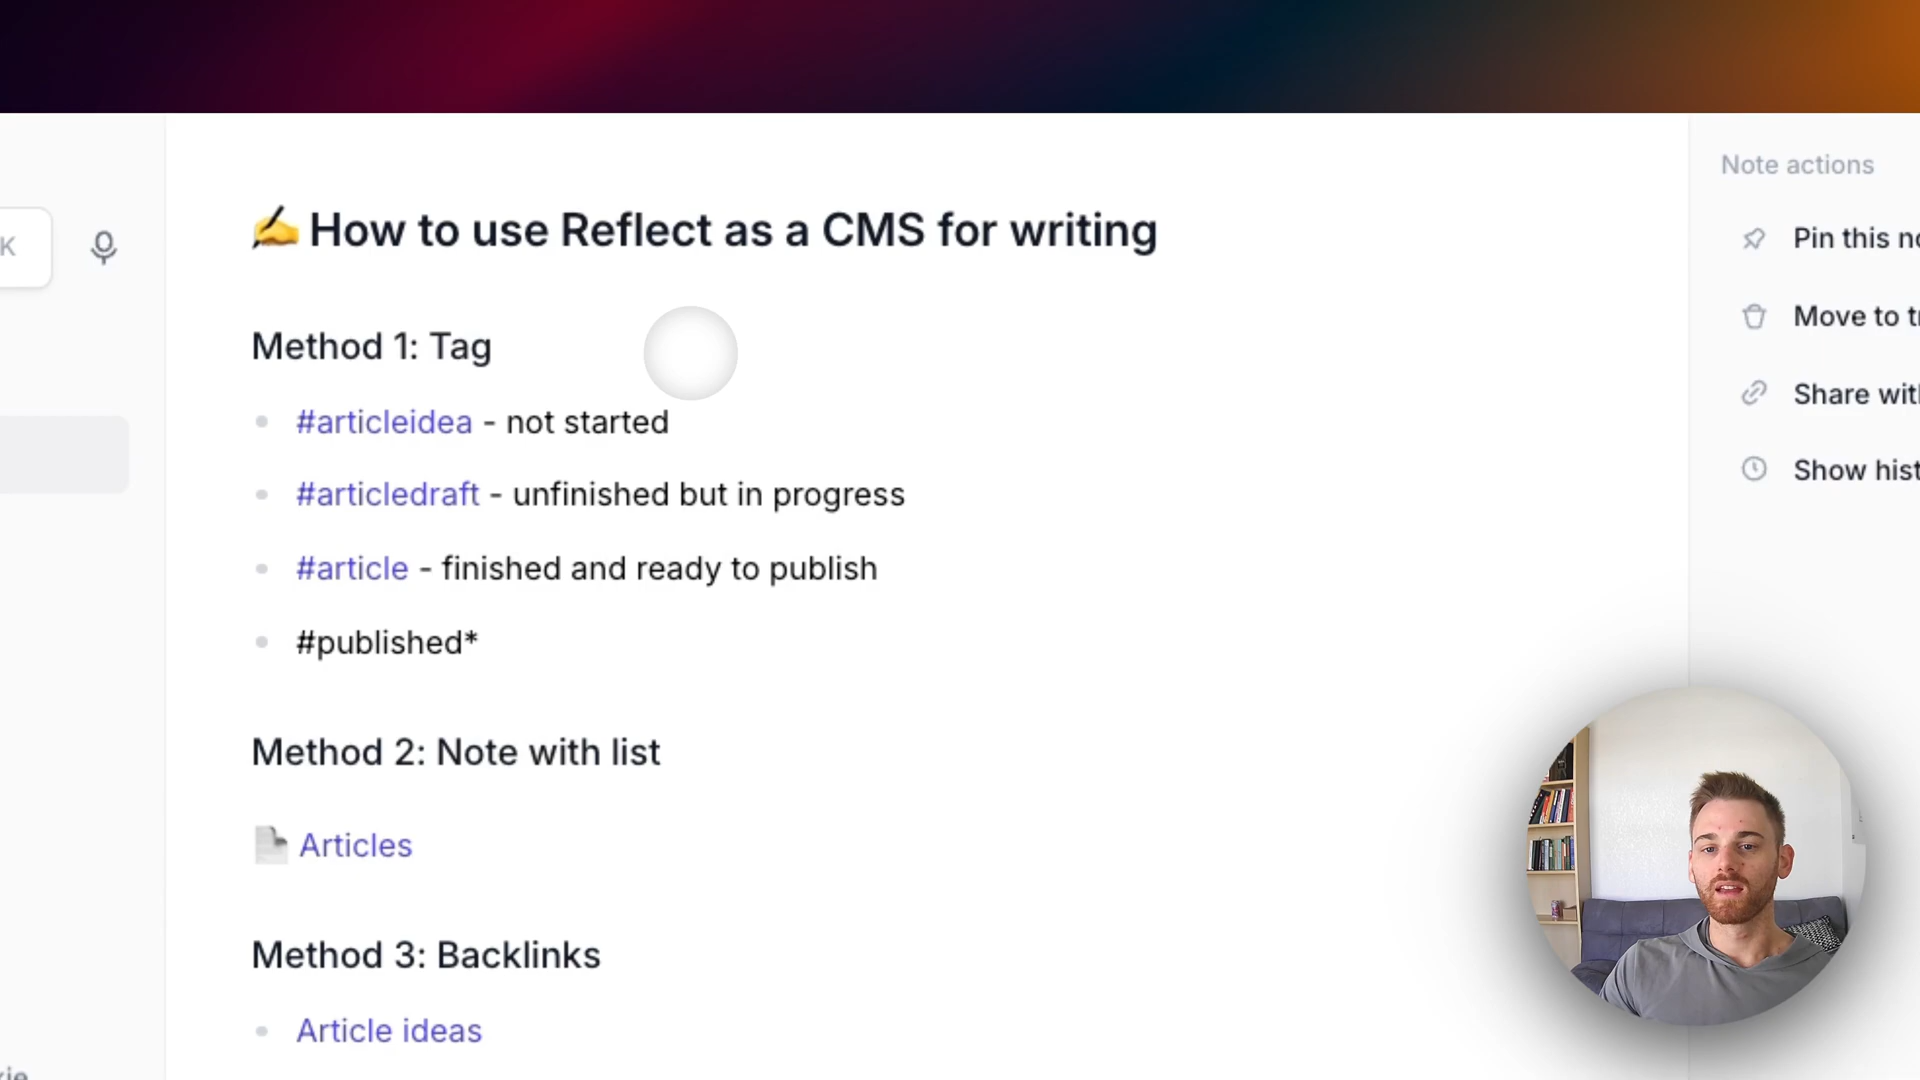 Note actions
✍️ How to use Reflect as a CMS for writing
Pin this no
K
Move to t
Method 1: Tag
Share wit
#articleidea - not started
Show hist
#articledraft - unfinished but in progress
#article - finished and ready to publish
#published*
Method 2: Note with list
Articles
Method 3: Backlinks
Article ideas